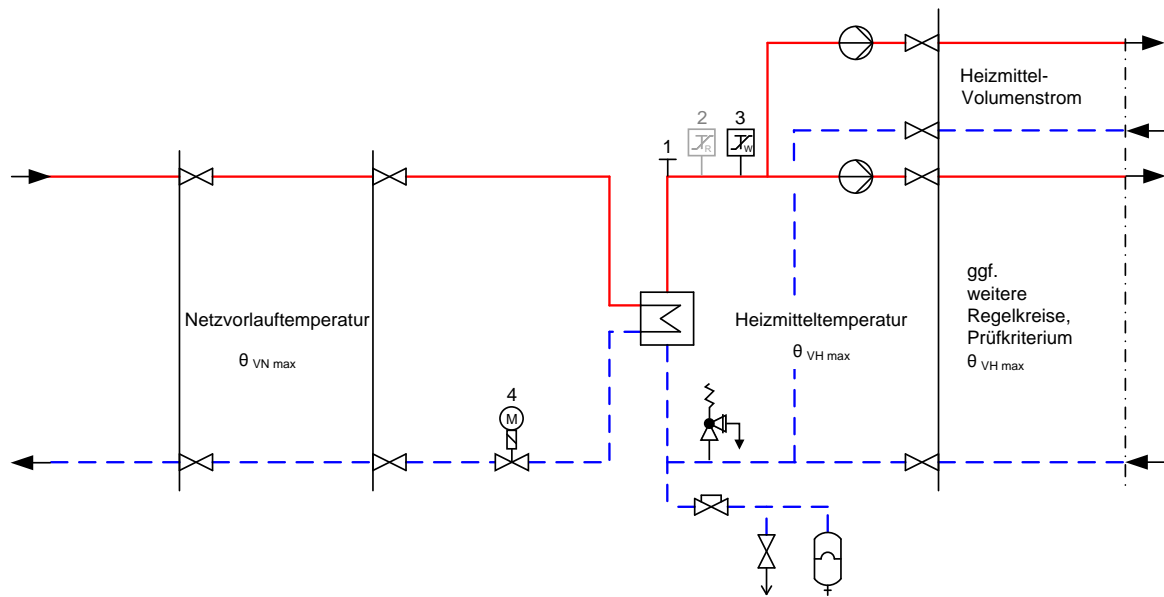 Heizmittel-
Volumenstrom
2
3
R
W
1
Netzvorlauftemperatur
θ VN max
Heizmitteltemperatur
θ VH max
ggf.
weitere
Regelkreise,
Prüfkriterium
θ VH max
4
M